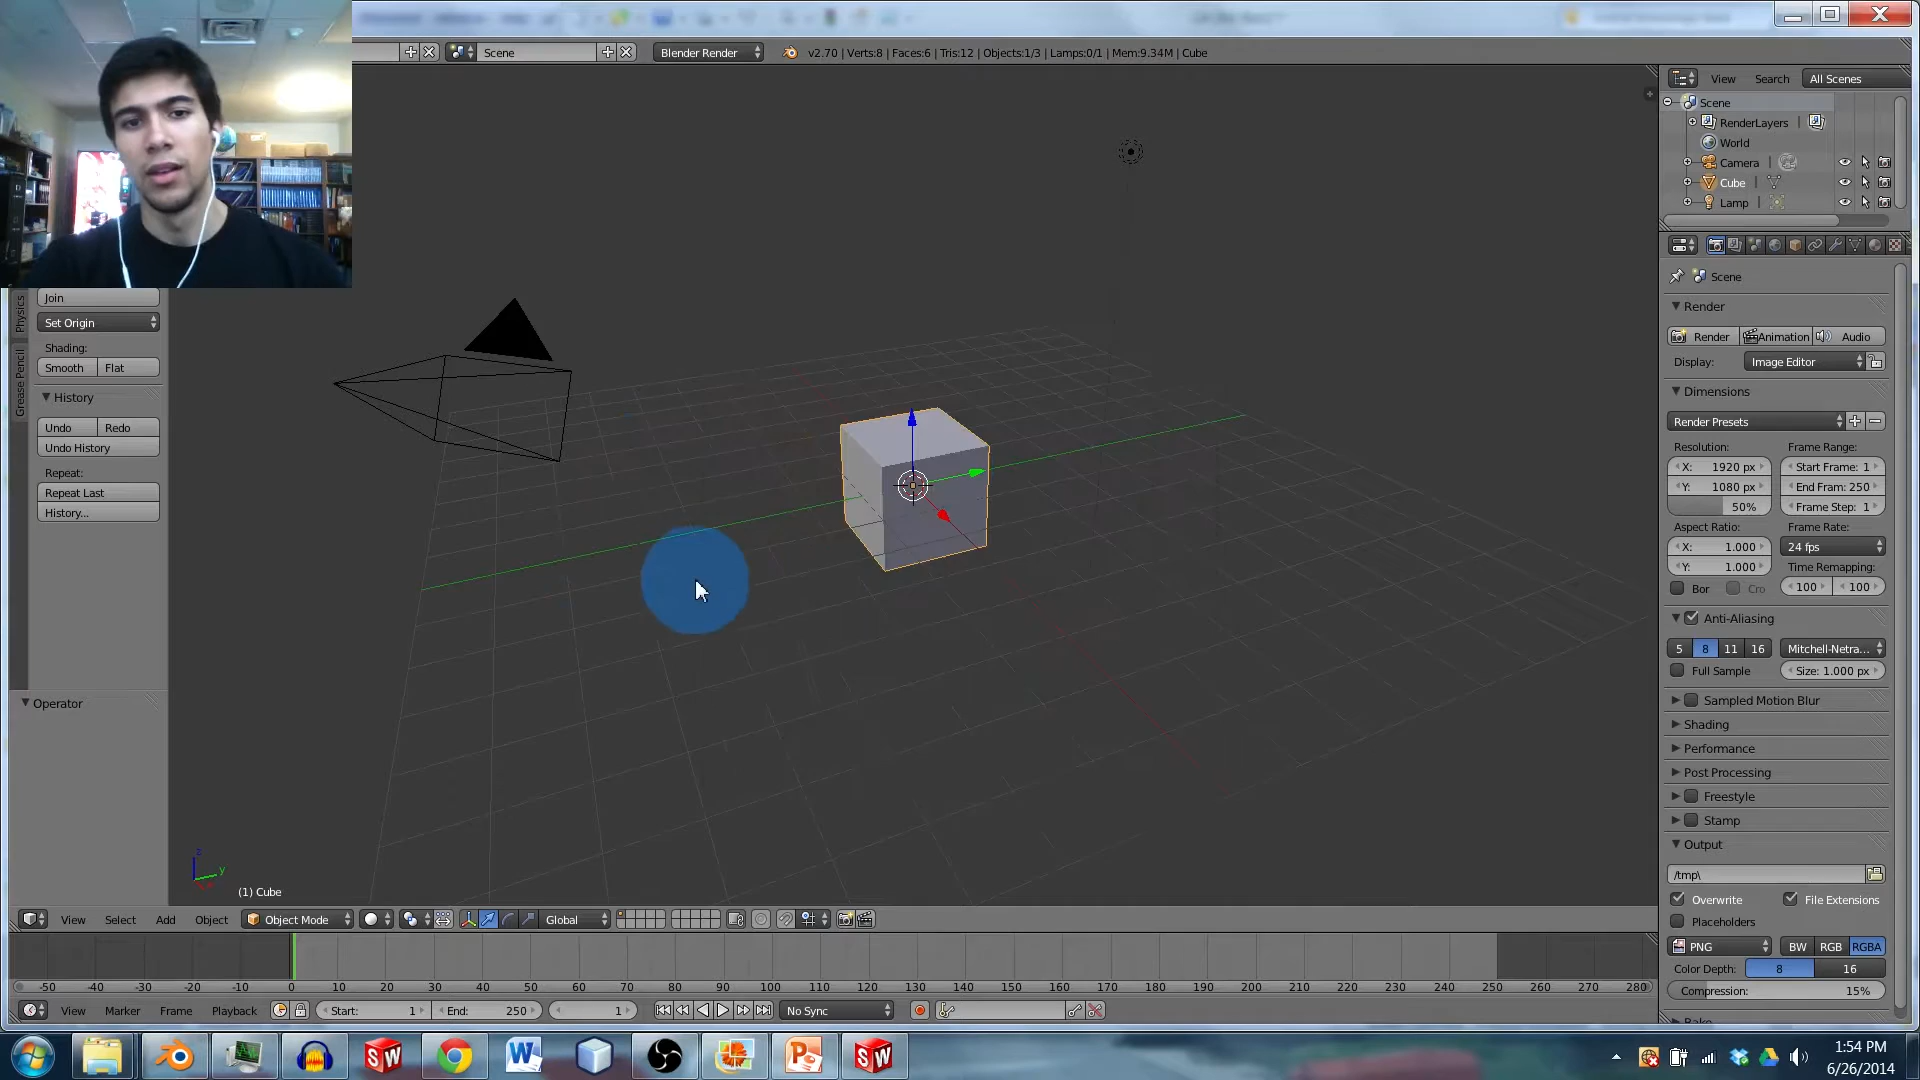 Scene
Blender Render
v2.70 | Verts:8 | Faces:6 | Tris:12 | Objects:1/3 | Lamps:0/1 | Mem:9.34M | Cube
View Search All Scenes
Scene
RenderLayers
World
Camera
Cube
Lamp
Scene
Render
Render Animation Audio
Display: Image Editor
Dimensions
Render Presets
Resolution: Frame Range:
X: 1920 px Start Frame: 1
Y: 1080 px End Fram: 250
50% Frame Step: 1
Aspect Ratio: Frame Rate:
X: 1.000 24 fps
Y: 1.000 Time Remapping:
Bor Cro 100 100
Anti-Aliasing
5 8 11 16 Mitchell-Netra...
Full Sample Size: 1.000 px
Sampled Motion Blur
Shading
Performance
Post Processing
Freestyle
Stamp
Output
/tmp\
Overwrite File Extensions
Placeholders
PNG BW RGB RGBA
Color Depth: 8 16
Compression: 15%
Physics
Grease Pencil
Join
Set Origin
Shading:
Smooth Flat
History
Undo Redo
Undo History
Repeat:
Repeat Last
History...
Operator
z
y
(1) Cube
View Select Add Object Object Mode Global
-50 -40 -30 -20 -10 0 10 20 30 40 50 60 70 80 90 100 110 120 130 140 150 160 170 180 190 200 210 220 230 240 250 260 270 280
View Marker Frame Playback Start: 1 End: 250 1 No Sync
SW W P SW
1:54 PM
6/26/2014